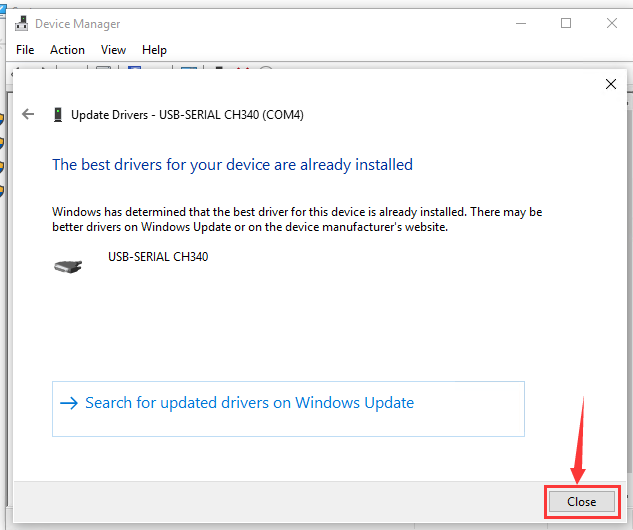 Device Manager
File Action View Help
Update Drivers - USB-SERIAL CH340 (COM4)
The best drivers for your device are already installed
Windows has determined that the best driver for this device is already installed. There may be
better drivers on Windows Update or on the device manufacturer's website.
USB-SERIAL CH340
Search for updated drivers on Windows Update
Close